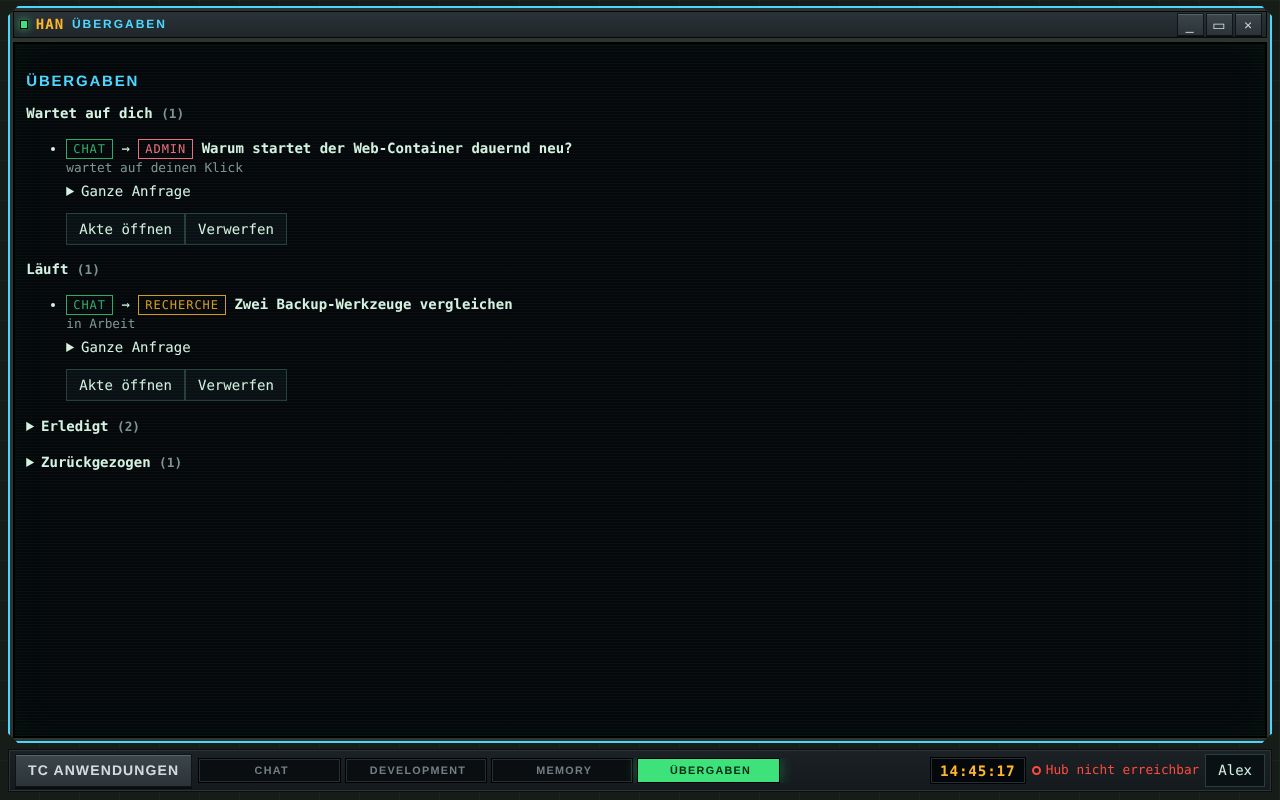 HAN ÜBERGABEN _ ▭ ×
ÜBERGABEN
Wartet auf dich (1)
• CHAT → ADMIN Warum startet der Web-Container dauernd neu?
wartet auf deinen Klick
▶ Ganze Anfrage
Akte öffnen Verwerfen
Läuft (1)
• CHAT → RECHERCHE Zwei Backup-Werkzeuge vergleichen
in Arbeit
▶ Ganze Anfrage
Akte öffnen Verwerfen
▶ Erledigt (2)
▶ Zurückgezogen (1)
TC ANWENDUNGEN CHAT DEVELOPMENT MEMORY ÜBERGABEN 14:45:17 Hub nicht erreichbar Alex